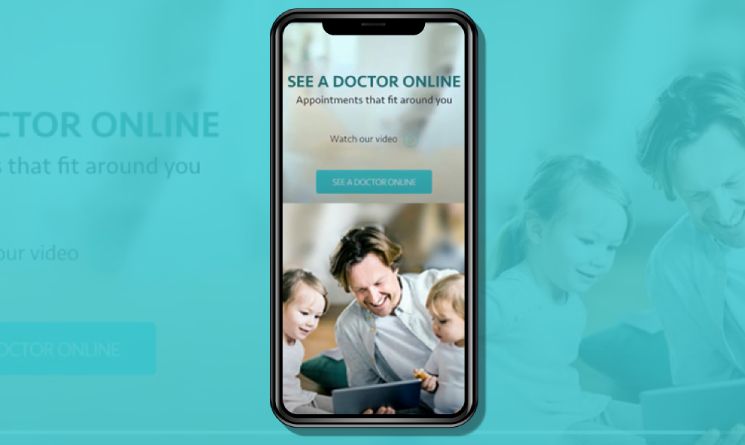 SEE A DOCTOR ONLINE
Appointments that fit around you
Watch our video
SEE A DOCTOR ONLINE
CTOR ONLINE
that fit around you
our video
OCTOR ONLINE